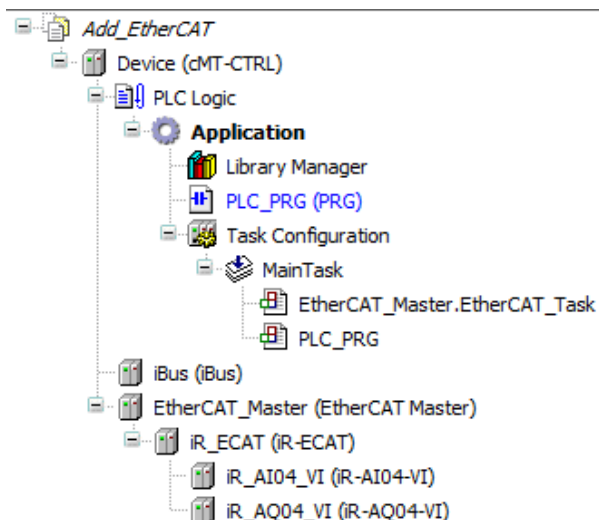 Add_EtherCAT
Device (cMT-CTRL)
PLC Logic
Application
Library Manager
PLC_PRG (PRG)
Task Configuration
MainTask
EtherCAT_Master.EtherCAT_Task
PLC_PRG
iBus (iBus)
EtherCAT_Master (EtherCAT Master)
iR_ECAT (iR-ECAT)
iR_AI04_VI (iR-AI04-VI)
iR_AQ04_VI (iR-AQ04-VI)